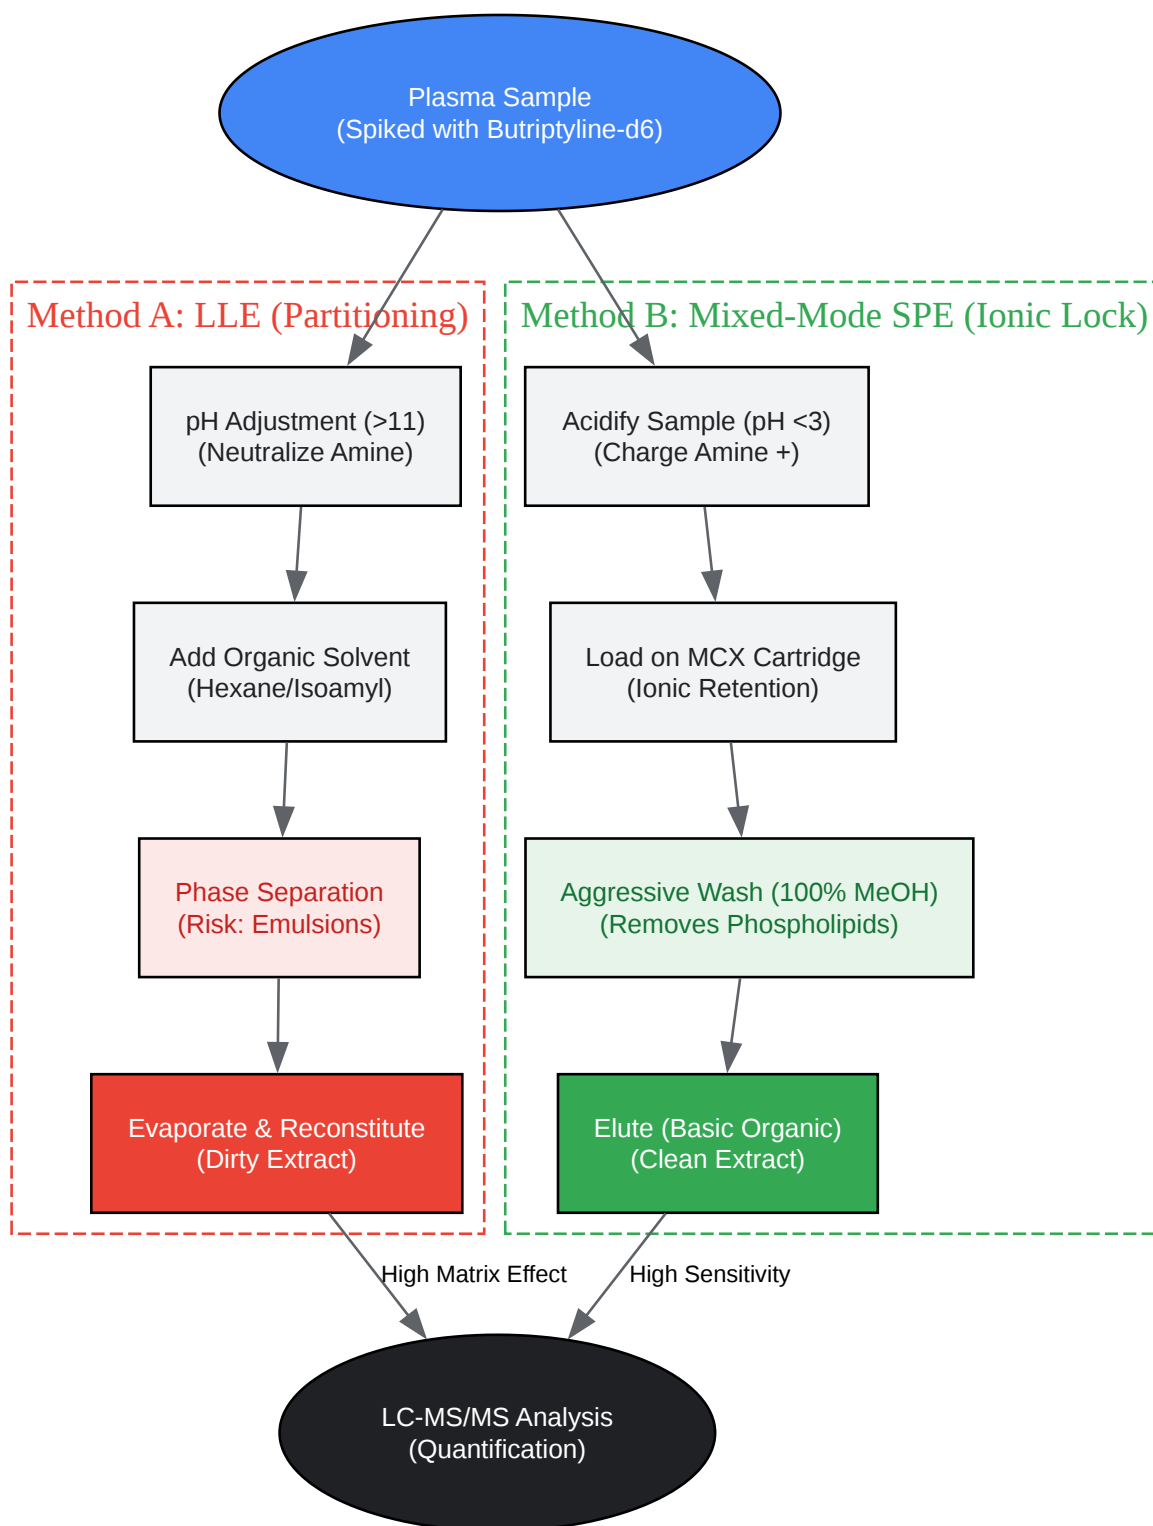 Plasma Sample
(Spiked with Butriptyline-d6)
Method A: LLE (Partitioning)
pH Adjustment (>11)
(Neutralize Amine)
Add Organic Solvent
(Hexane/Isoamyl)
Phase Separation
(Risk: Emulsions)
Evaporate & Reconstitute
(Dirty Extract)
Method B: Mixed-Mode SPE (Ionic Lock)
Acidify Sample (pH <3)
(Charge Amine +)
Load on MCX Cartridge
(Ionic Retention)
Aggressive Wash (100% MeOH)
(Removes Phospholipids)
Elute (Basic Organic)
(Clean Extract)
High Matrix Effect
High Sensitivity
LC-MS/MS Analysis
(Quantification)